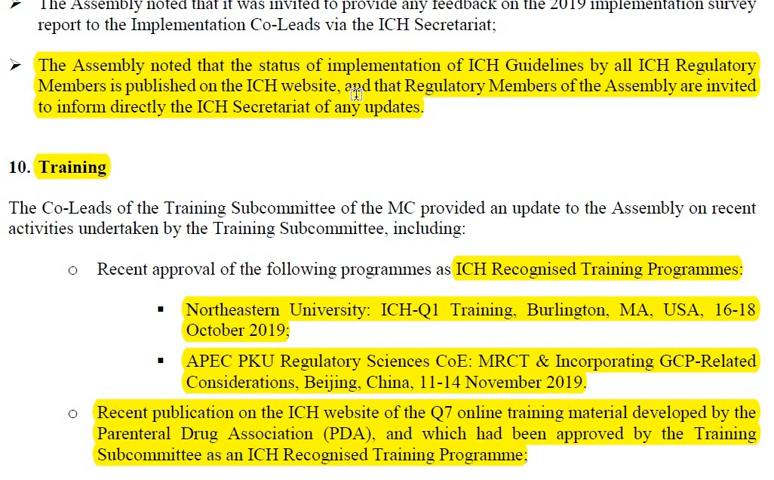 ➢ The Assembly noted that it was invited to provide any feedback on the 2019 implementation survey
report to the Implementation Co-Leads via the ICH Secretariat;
➢ The Assembly noted that the status of implementation of ICH Guidelines by all ICH Regulatory
Members is published on the ICH website, and that Regulatory Members of the Assembly are invited
to inform directly the ICH Secretariat of any updates.
10. Training
The Co-Leads of the Training Subcommittee of the MC provided an update to the Assembly on recent
activities undertaken by the Training Subcommittee, including:
o Recent approval of the following programmes as ICH Recognised Training Programmes:
▪ Northeastern University: ICH-Q1 Training, Burlington, MA, USA, 16-18
October 2019;
▪ APEC PKU Regulatory Sciences CoE: MRCT & Incorporating GCP-Related
Considerations, Beijing, China, 11-14 November 2019.
o Recent publication on the ICH website of the Q7 online training material developed by the
Parenteral Drug Association (PDA), and which had been approved by the Training
Subcommittee as an ICH Recognised Training Programme;